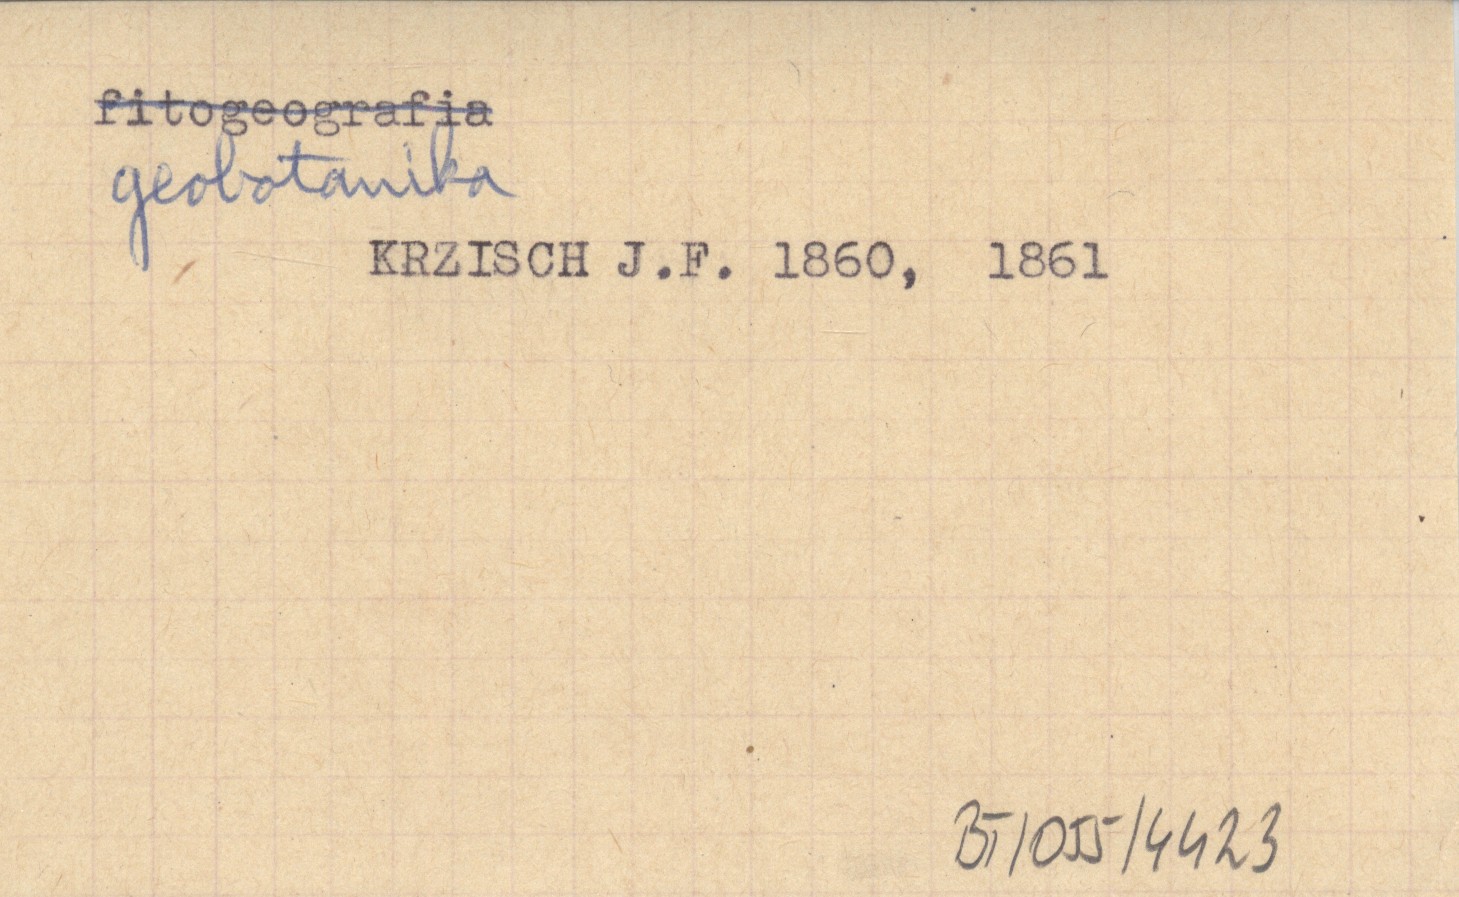 fitogeografia
geobotanika
KRZISCH J.F. 1860, 1861
BT/055/4423